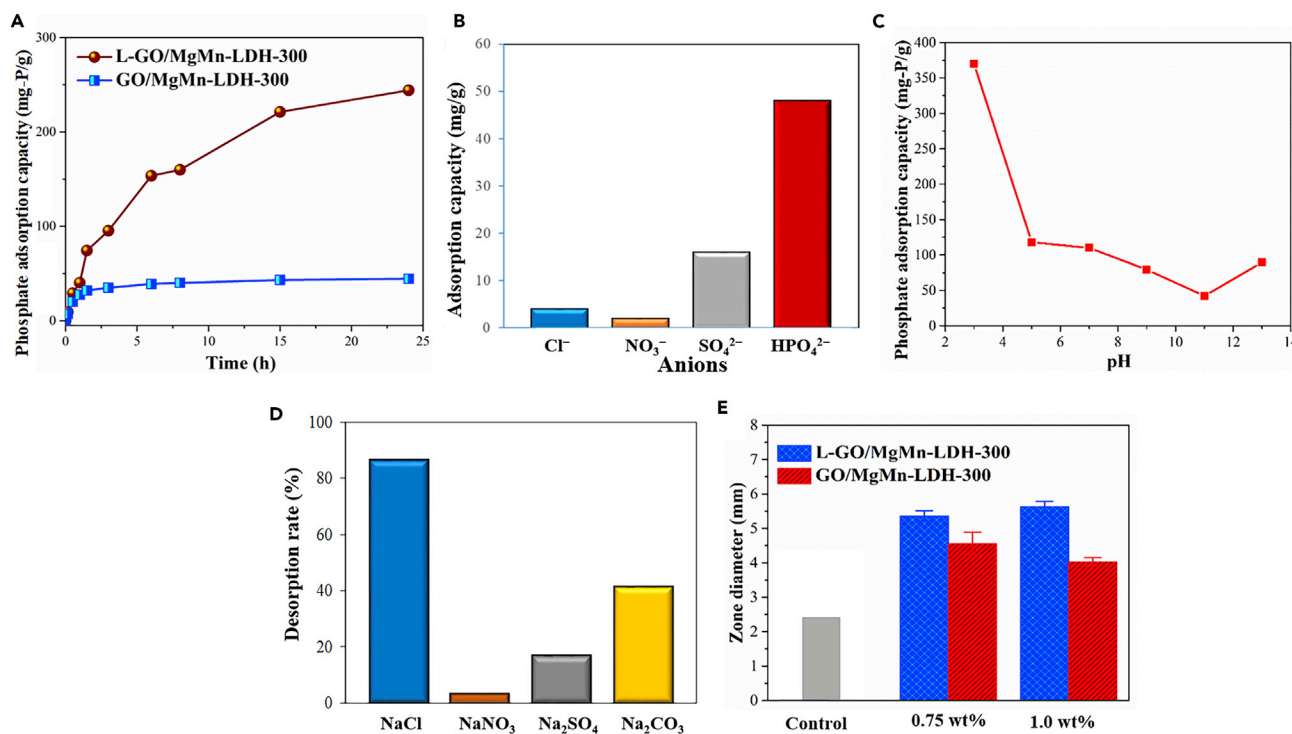 A
Phosphate adsorption capacity (mg-P/g)
300
200
100
0
L-GO/MgMn-LDH-300
GO/MgMn-LDH-300
0 5 10 15 20 25
Time (h)
B
Adsorption capacity (mg/g)
60
50
40
30
20
10
0
Cl⁻ NO₃⁻ SO₄²⁻ HPO₄²⁻
Anions
C
Phosphate adsorption capacity (mg-P/g)
400
350
300
250
200
150
100
50
0
2 4 6 8 10 12 14
pH
D
Desorption rate (%)
100
80
60
40
20
0
NaCl NaNO₃ Na₂SO₄ Na₂CO₃
E
Zone diameter (mm)
8
7
6
5
4
3
2
1
0
L-GO/MgMn-LDH-300
GO/MgMn-LDH-300
Control 0.75 wt% 1.0 wt%